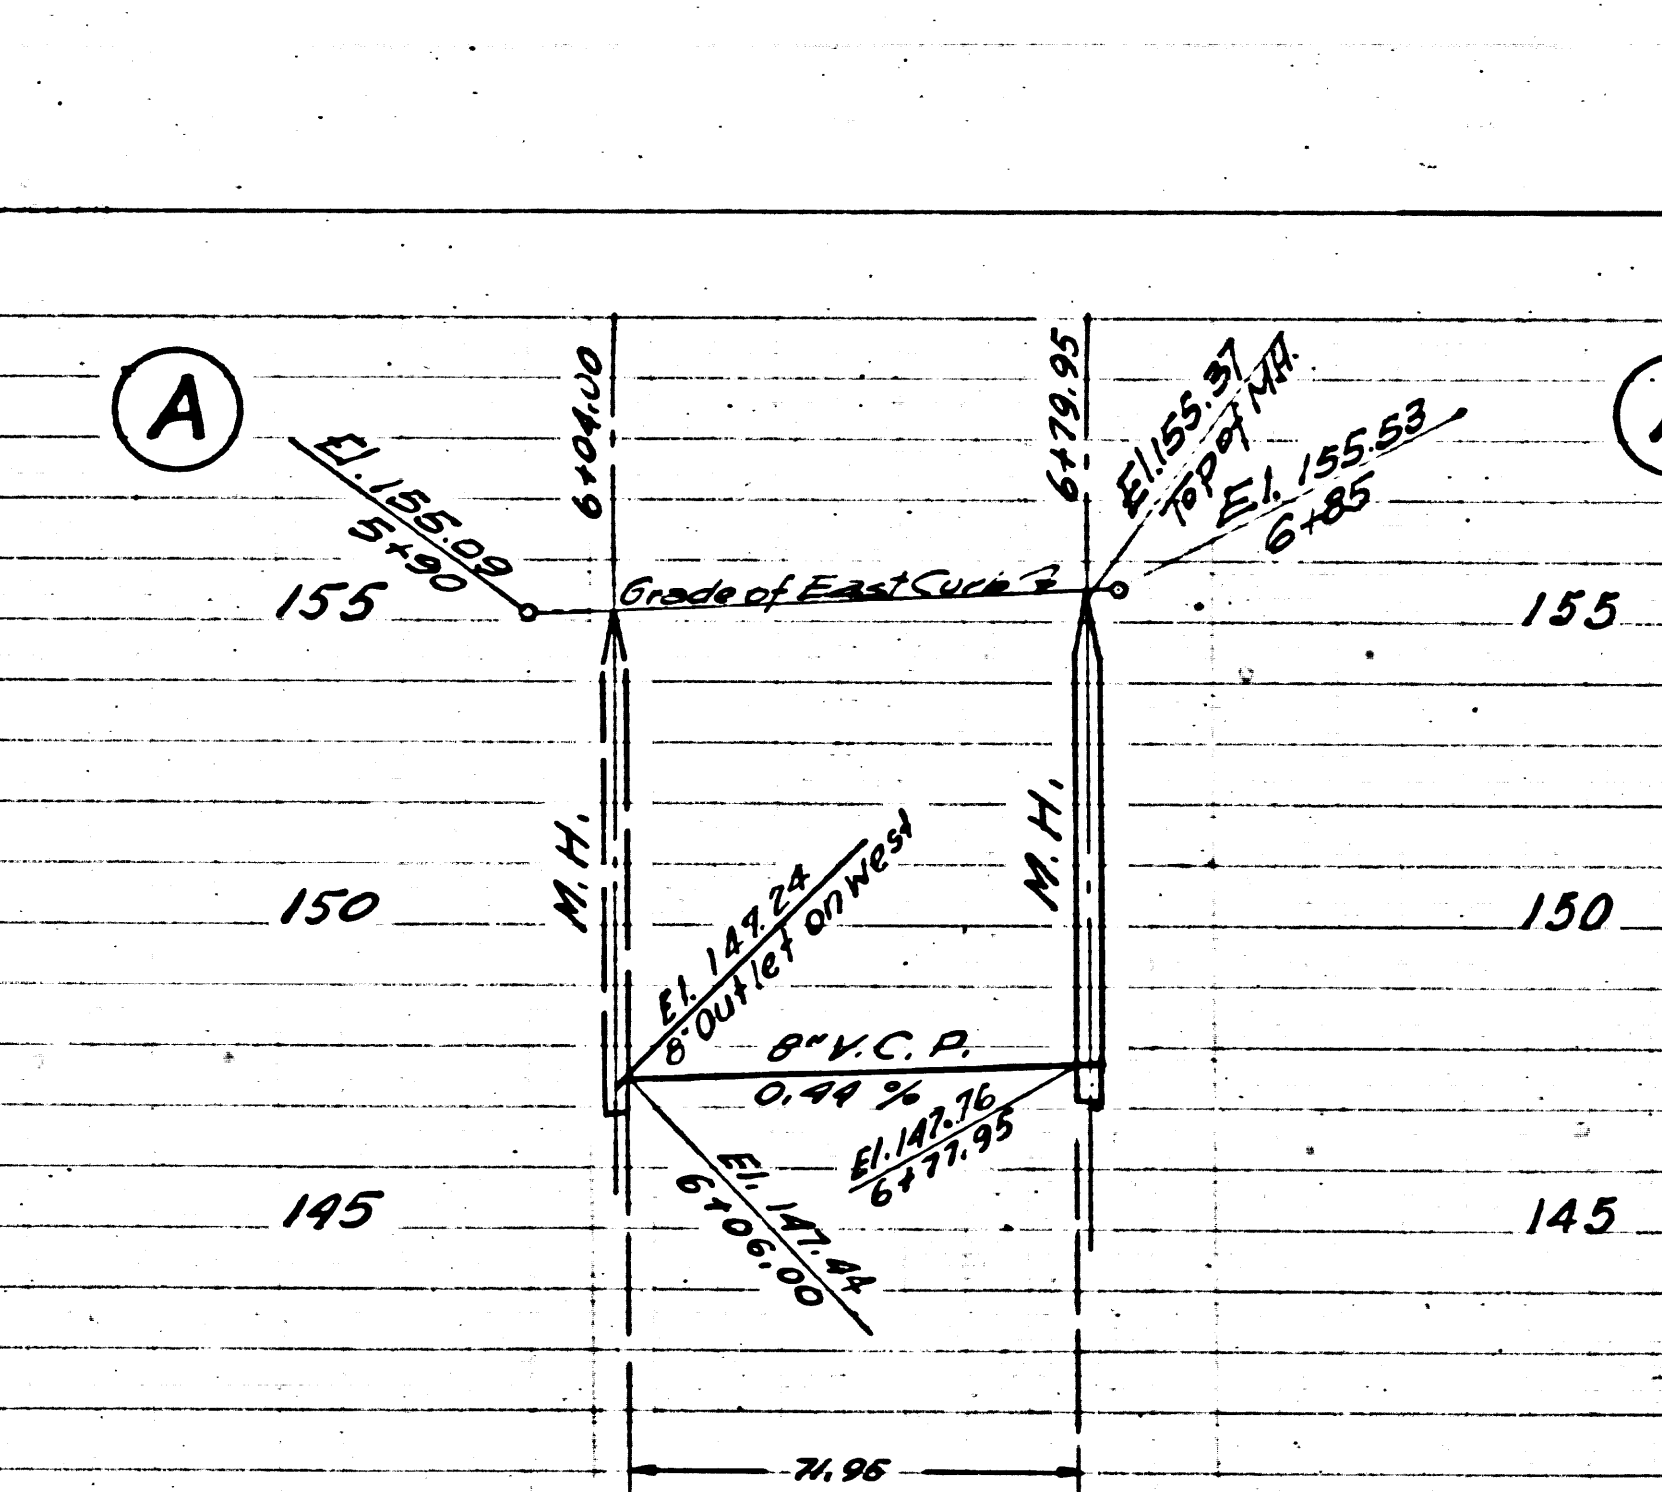 A
El. 155.09
5+90
6+04.00
6+79.95
El. 155.37
Top of M.H.
El. 155.53
6+85
Grade of East Curb
155
155
M.H.
M.H.
150
150
El. 147.24
8" Outlet on West
8" V.C.P.
0.44 %
El. 147.76
6+77.95
El. 147.44
6+06.00
145
145
71.95